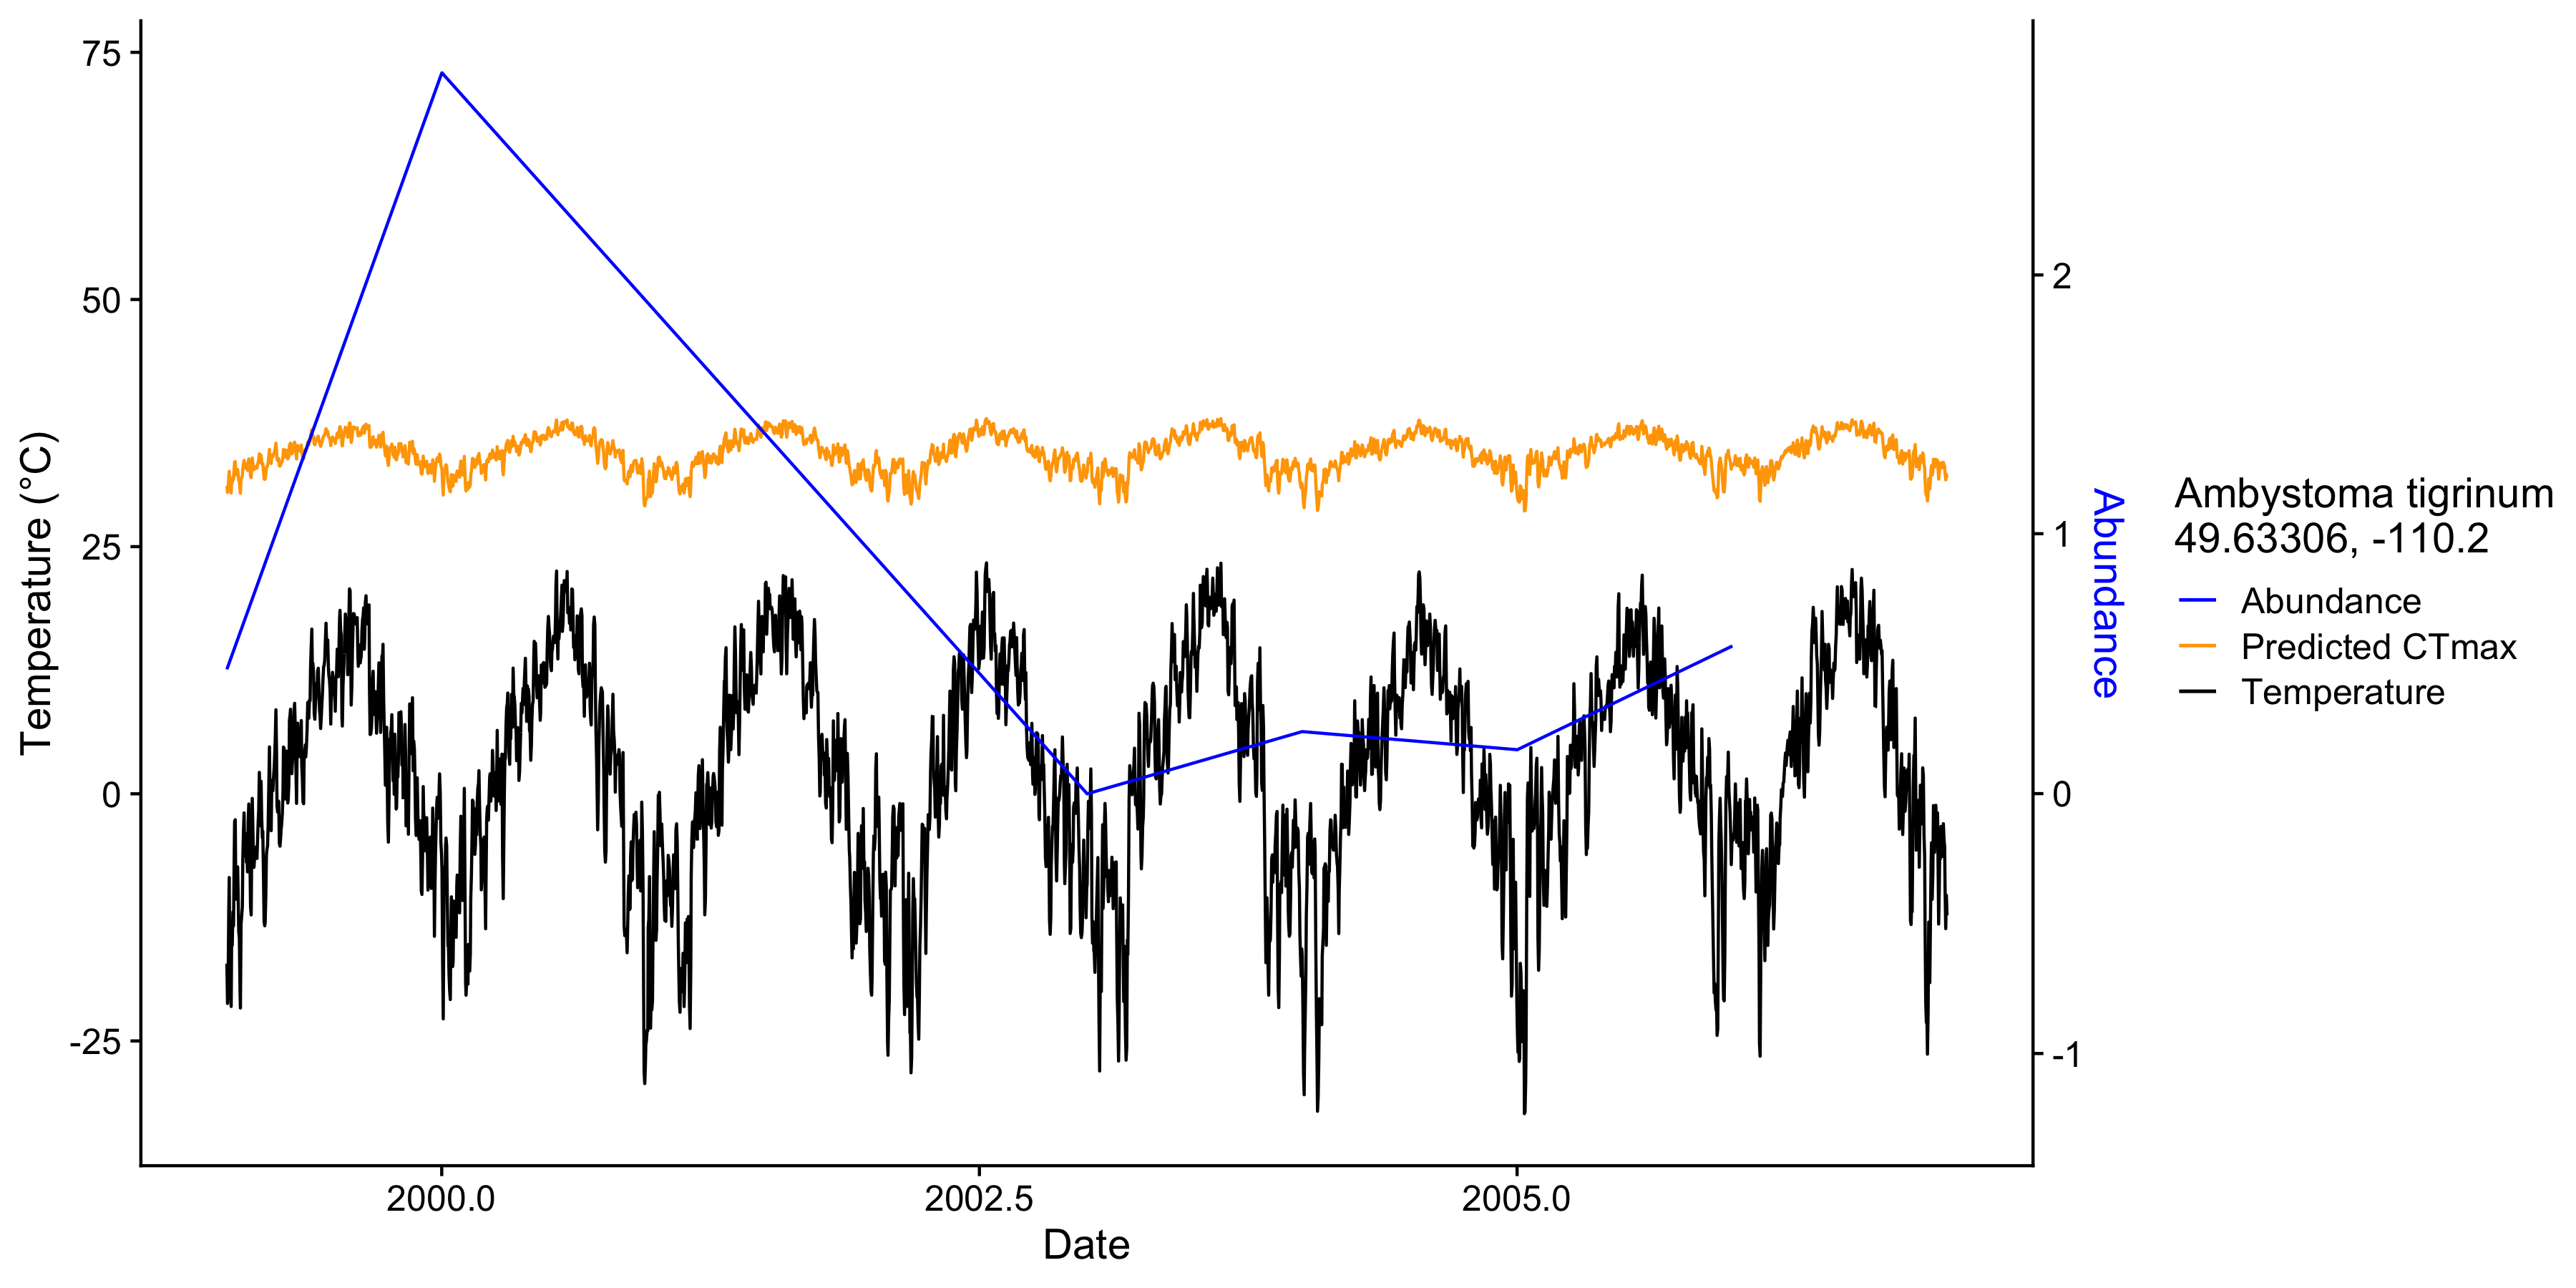 75
50
25
0
-25
Temperature (°C)
2000.0
2002.5
2005.0
Date
2
1
0
-1
Abundance
Ambystoma tigrinum
49.63306, -110.2
Abundance
Predicted CTmax
Temperature